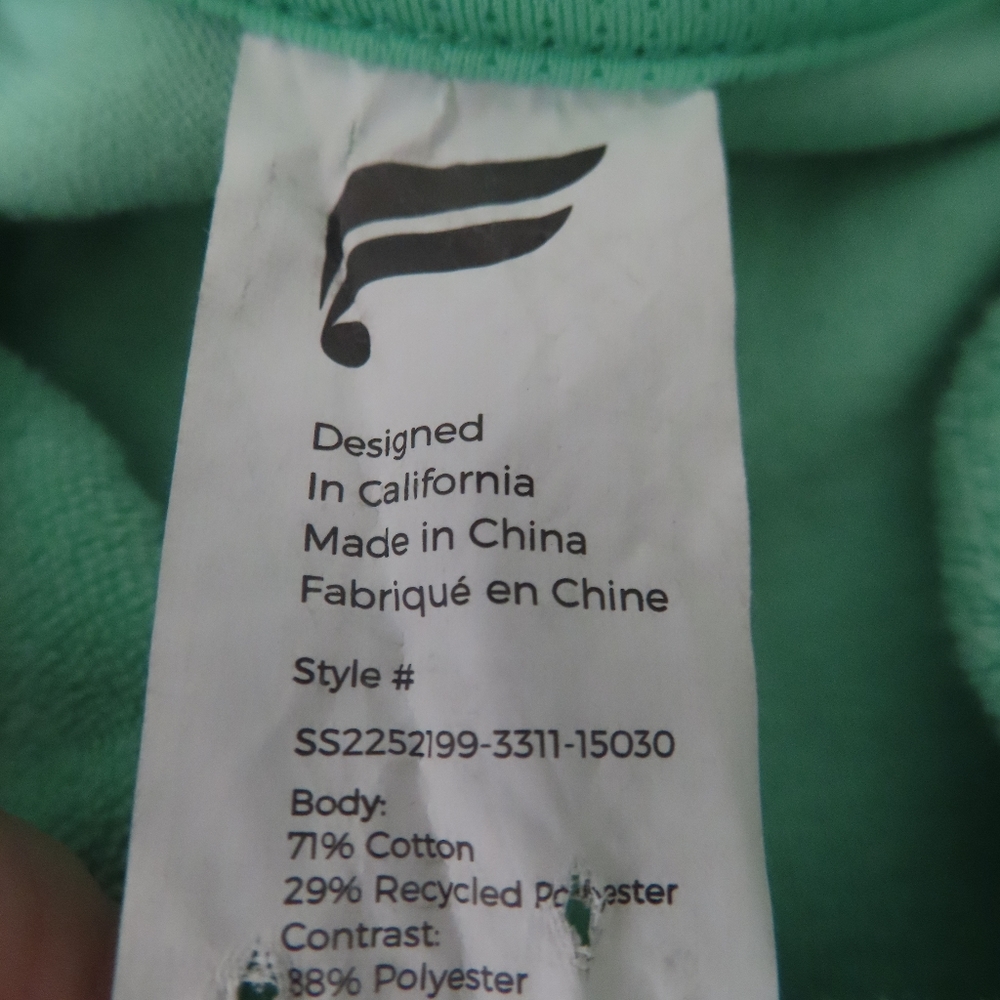 Designed
In California
Made in China
Fabriqué en Chine
Style #
SS2252199-3311-15030
Body:
71% Cotton
29% Recycled
Contrast:
88% Polyester